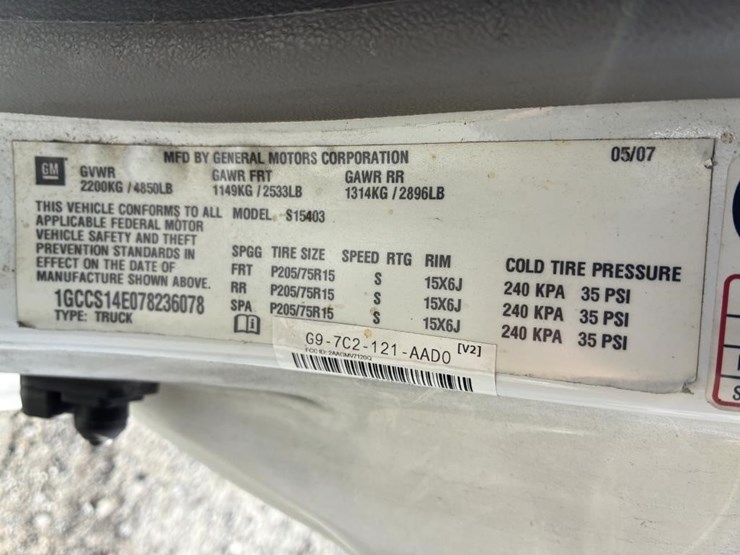 MFD BY GENERAL MOTORS CORPORATION 05/07
GM GVWR GAWR FRT GAWR RR
2200KG / 4850LB 1149KG / 2533LB 1314KG / 2896LB
THIS VEHICLE CONFORMS TO ALL
APPLICABLE FEDERAL MOTOR
VEHICLE SAFETY AND THEFT
PREVENTION STANDARDS IN
EFFECT ON THE DATE OF
MANUFACTURE SHOWN ABOVE.
1GCCS14E078236078
TYPE: TRUCK
MODEL S15403
SPGG TIRE SIZE SPEED RTG RIM COLD TIRE PRESSURE
FRT P205/75R15 S 15X6J 240 KPA 35 PSI
RR P205/75R15 S 15X6J 240 KPA 35 PSI
SPA P205/75R15 S 15X6J 240 KPA 35 PSI
G9-7C2-121-AAD0 [V2]